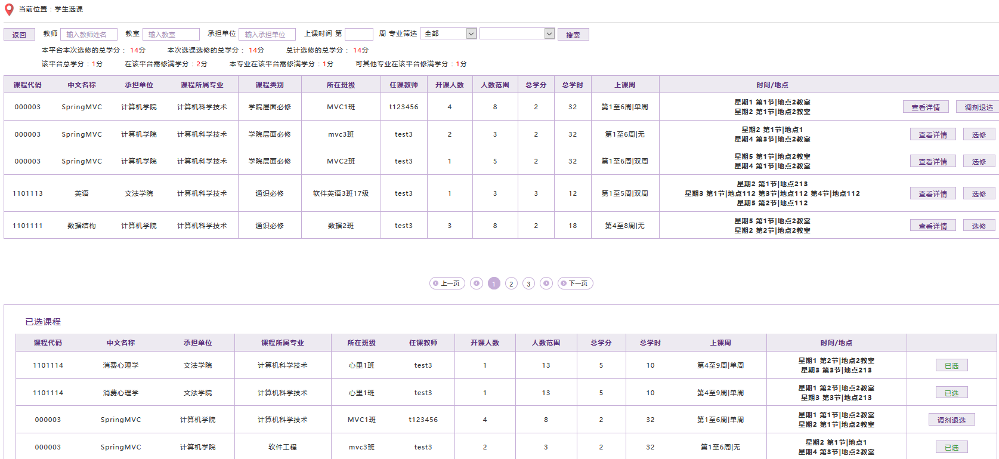 当前位置：学生选课
返回 教师 输入教师姓名 教室 输入教室 承担单位 输入承担单位 上课时间 第 周 专业筛选 全部 搜索
本平台本次选修的总学分： 14分 本次选课选修的总学分： 14分 总计选修的总学分： 14分
该平台总学分：1分 在该平台需修满学分：2分 本专业在该平台需修满学分：1分 可其他专业在该平台修满学分：1分
课程代码 中文名称 承担单位 课程所属专业 课程类别 所在班级 任课教师 开课人数 人数范围 总学分 总学时 上课周 时间/地点
000003 SpringMVC 计算机学院 计算机科学技术 学院层面必修 MVC1班 t123456 4 8 2 32 第1至6周|单周 星期1 第1节|地点2教室 查看详情 调剂退选
星期2 第1节|地点2教室
000003 SpringMVC 计算机学院 计算机科学技术 学院层面必修 mvc3班 test3 2 3 2 32 第1至6周|无 星期2 第1节|地点1 查看详情 选修
星期4 第3节|地点2教室
000003 SpringMVC 计算机学院 计算机科学技术 学院层面必修 MVC2班 test3 1 5 2 32 第1至6周|双周 星期5 第1节|地点2教室 查看详情 选修
星期4 第1节|地点2教室
1101113 英语 文法学院 计算机科学技术 通识必修 软件英语3班17级 test3 1 3 3 12 第1至5周|双周 星期2 第1节|地点213 查看详情 选修
星期3 第1节|地点112 第3节|地点112 第4节|地点112
星期5 第2节|地点112
1101111 数据结构 计算机学院 计算机科学技术 通识必修 数据2班 test3 3 8 2 18 第4至8周|无 星期5 第1节|地点2教室 查看详情 选修
星期2 第2节|地点2教室
上一页 1 2 3 下一页
已选课程
课程代码 中文名称 承担单位 课程所属专业 所在班级 任课教师 开课人数 人数范围 总学分 总学时 上课周 时间/地点
1101114 消费心理学 文法学院 计算机科学技术 心里1班 test3 1 13 5 10 第4至9周|单周 星期1 第2节|地点2教室 已选
星期3 第3节|地点213
1101114 消费心理学 文法学院 计算机科学技术 心里1班 test3 1 13 5 10 第4至9周|单周 星期1 第2节|地点2教室 已选
星期3 第3节|地点213
000003 SpringMVC 计算机学院 计算机科学技术 MVC1班 t123456 4 8 2 32 第1至6周|单周 星期1 第1节|地点2教室 调剂退选
星期2 第1节|地点2教室
000003 SpringMVC 计算机学院 软件工程 mvc3班 test3 2 3 2 32 第1至6周|无 星期2 第1节|地点1 已选
星期4 第3节|地点2教室